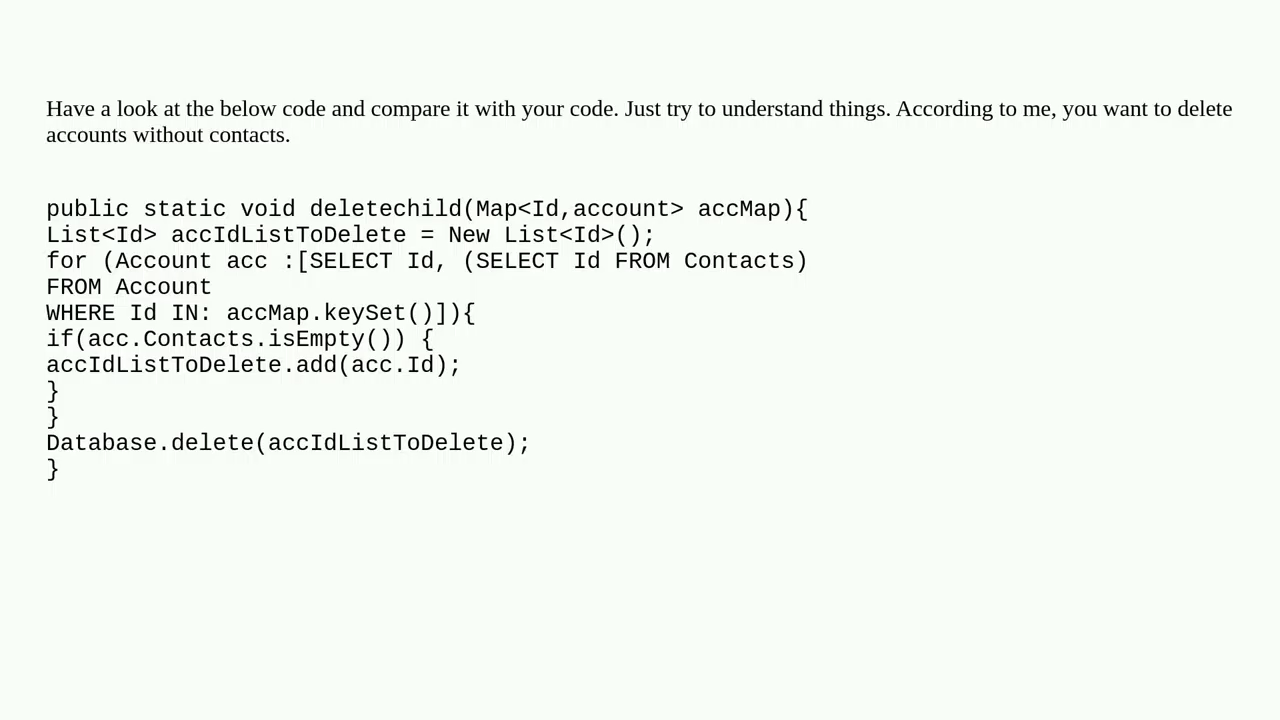 Have a look at the below code and compare it with your code. Just try to understand things. According to me, you want to delete
accounts without contacts.
public static void deletechild(Map<Id,account> accMap){
List<Id> accIdListToDelete = New List<Id>();
for (Account acc :[SELECT Id, (SELECT Id FROM Contacts)
FROM Account
WHERE Id IN: accMap.keySet()]){
if(acc.Contacts.isEmpty()) {
accIdListToDelete.add(acc.Id);
}
}
Database.delete(accIdListToDelete);
}